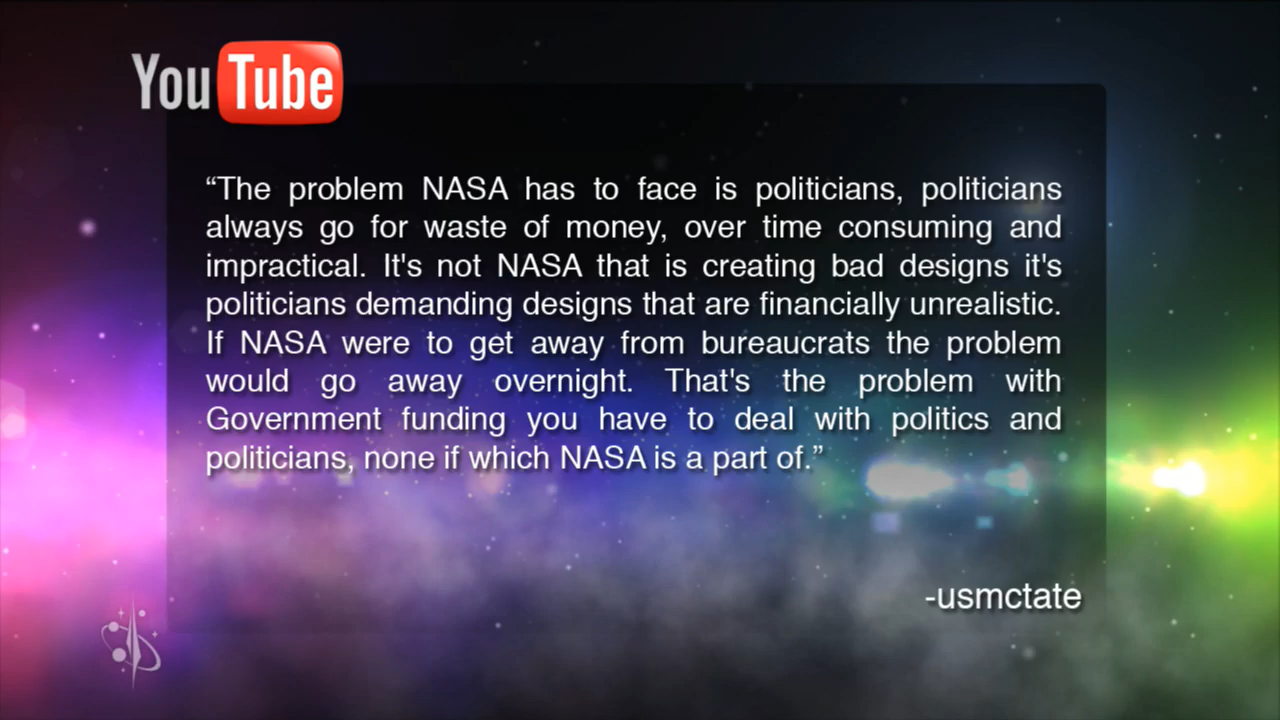 YouTube
“The problem NASA has to face is politicians, politicians
always go for waste of money, over time consuming and
impractical. It's not NASA that is creating bad designs it's
politicians demanding designs that are financially unrealistic.
If NASA were to get away from bureaucrats the problem
would go away overnight. That's the problem with
Government funding you have to deal with politics and
politicians, none if which NASA is a part of.”
-usmctate